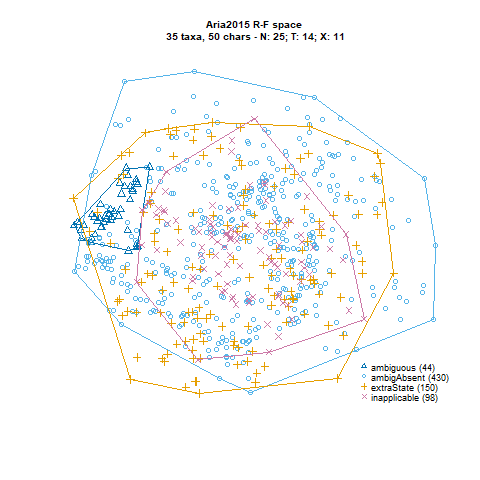 Aria2015 R-F space
35 taxa, 50 chars - N: 25; T: 14; X: 11
ambiguous (44)
ambigAbsent (430)
extraState (150)
inapplicable (98)